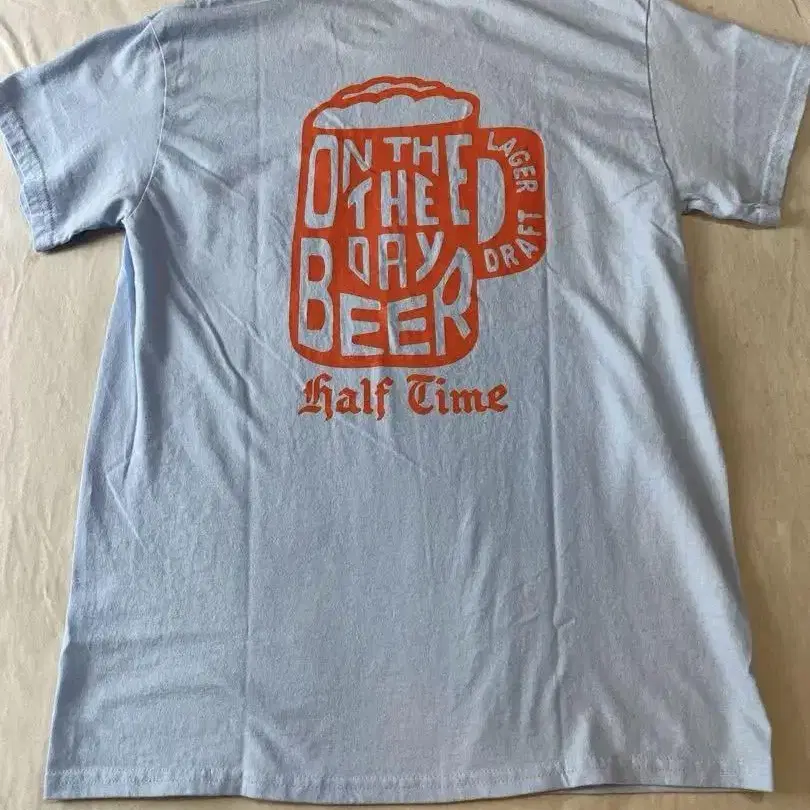 ON THE
THE
DAY
BEER
LAGER
DRAFT
Half Time